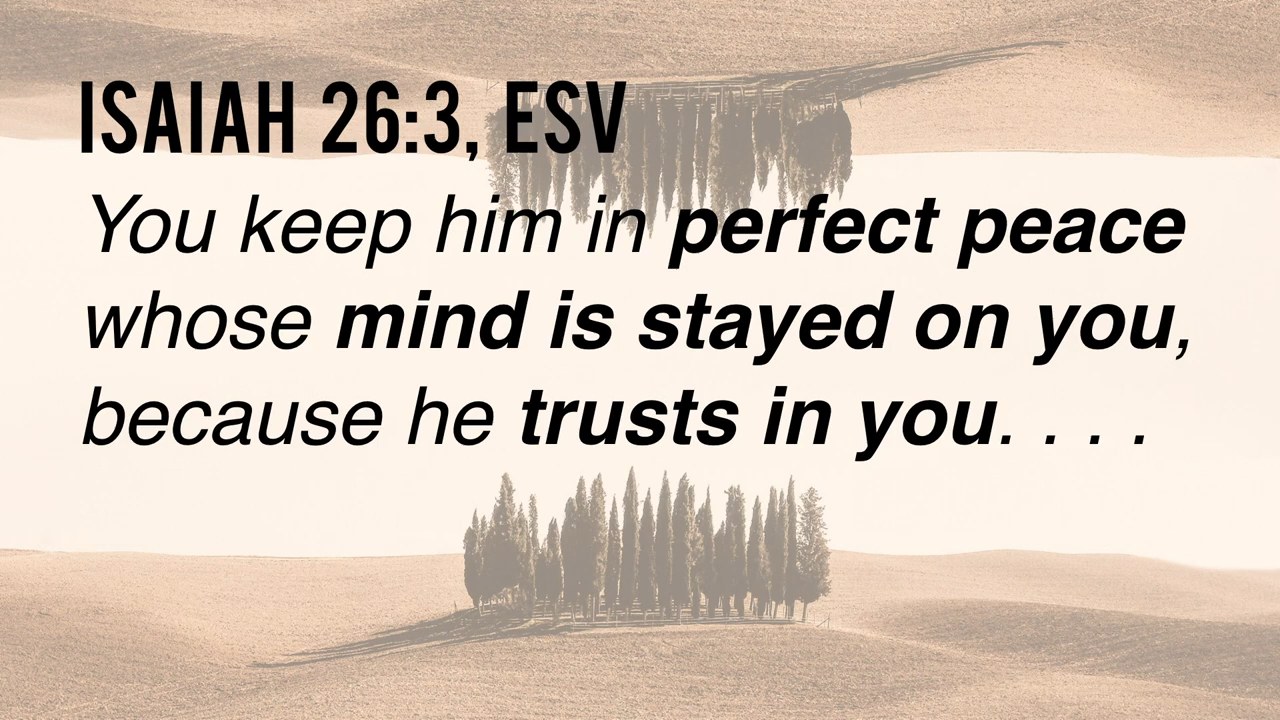 ISAIAH 26:3, ESV
You keep him in perfect peace
whose mind is stayed on you,
because he trusts in you. . . .